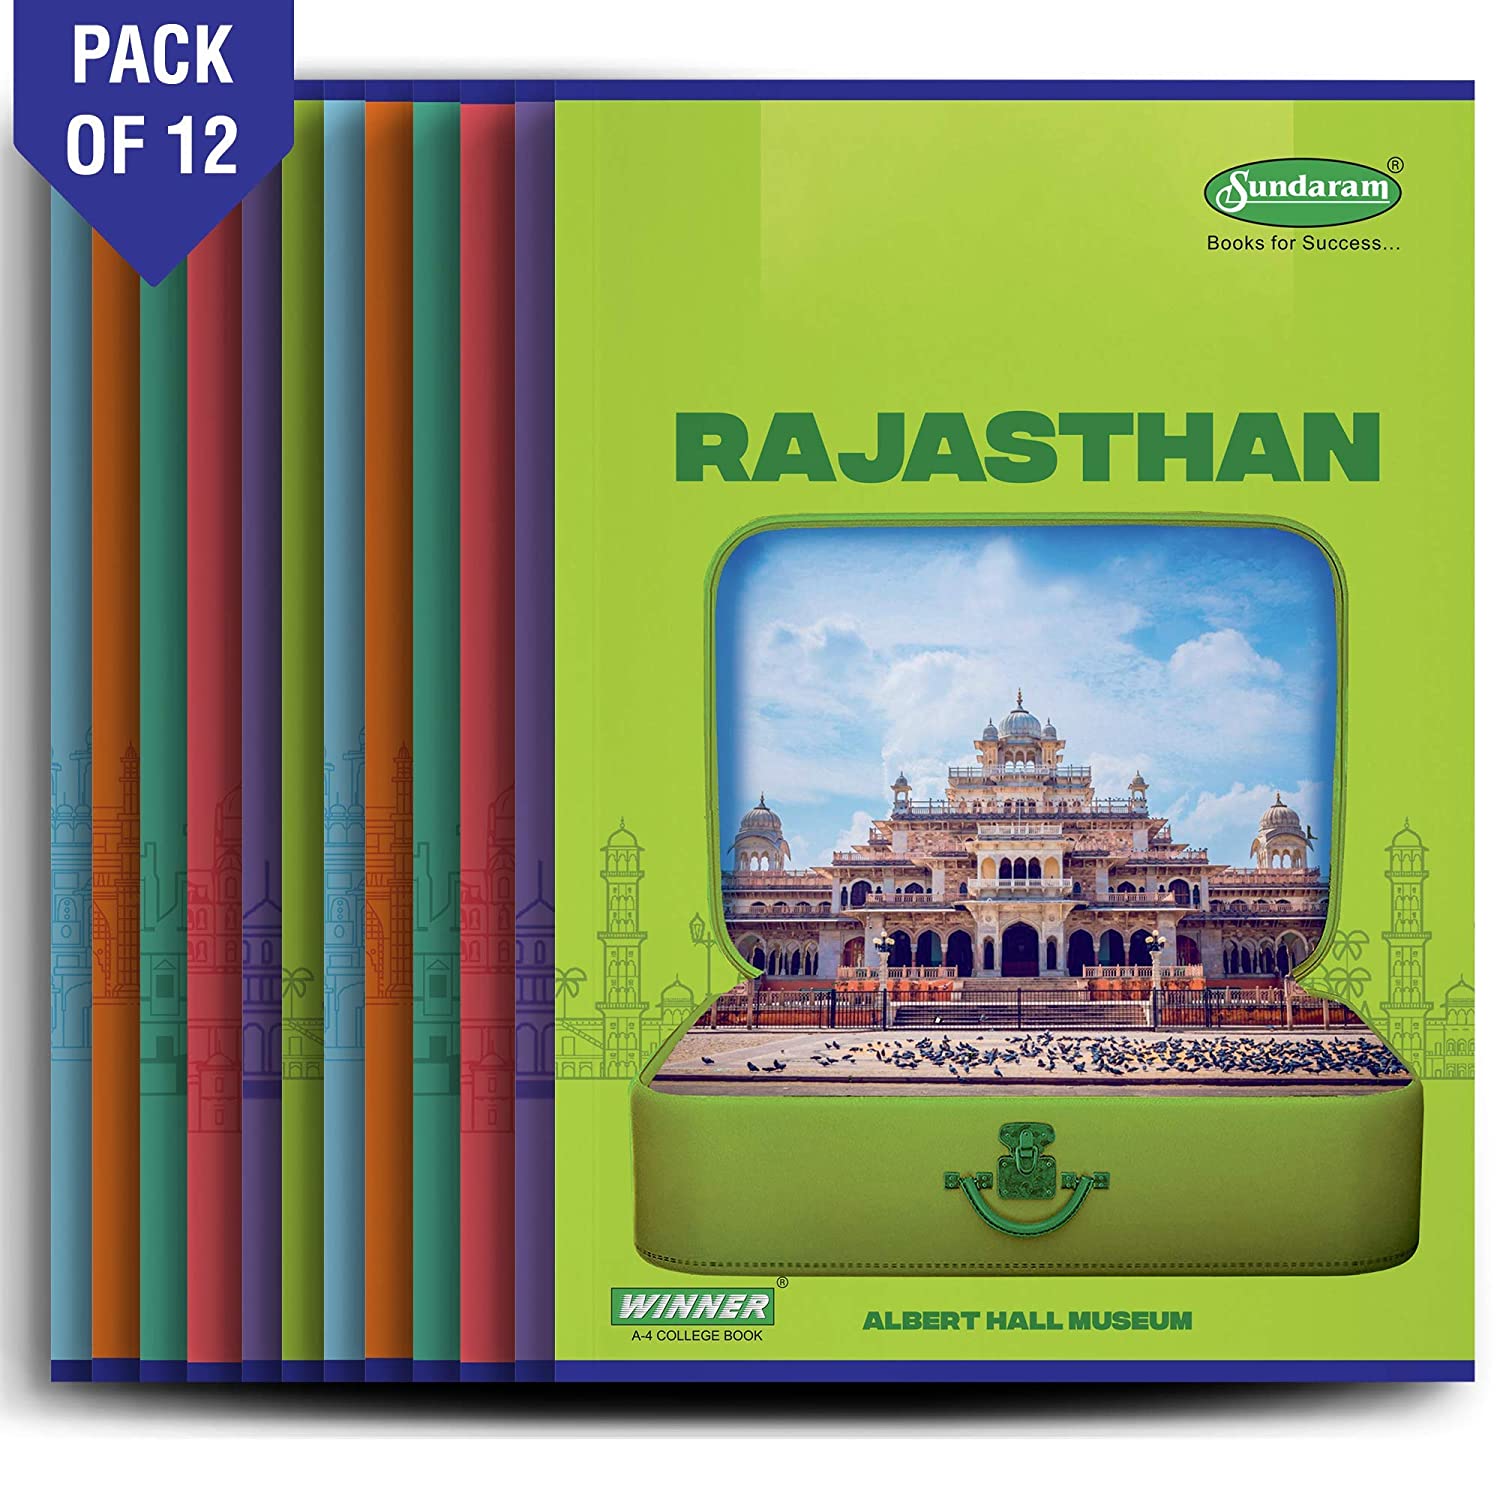 PACK
OF 12
Sundaram®
Books for Success...
RAJASTHAN
WINNER®
A-4 COLLEGE BOOK
ALBERT HALL MUSEUM